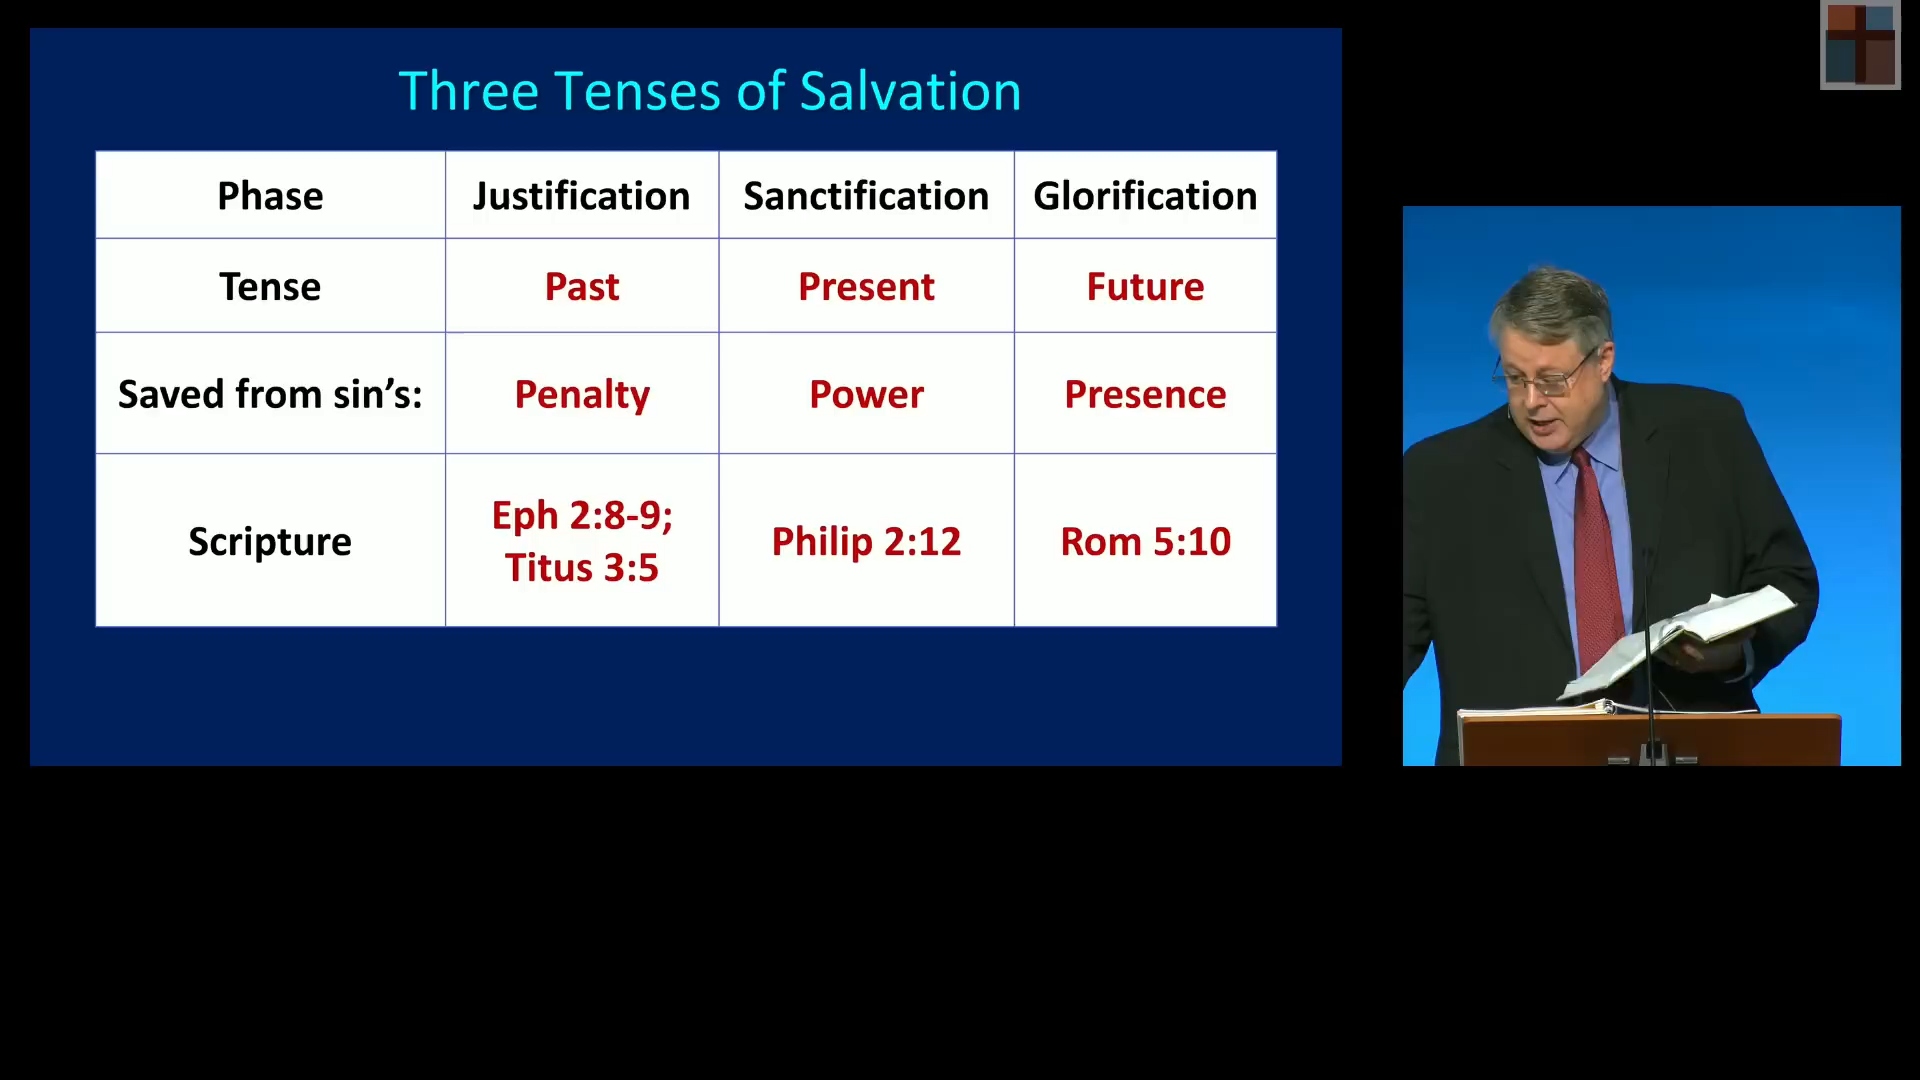 Three Tenses of Salvation
Phase Justification Sanctification Glorification
Tense Past Present Future
Saved from sin’s: Penalty Power Presence
Scripture Eph 2:8-9; Titus 3:5 Philip 2:12 Rom 5:10